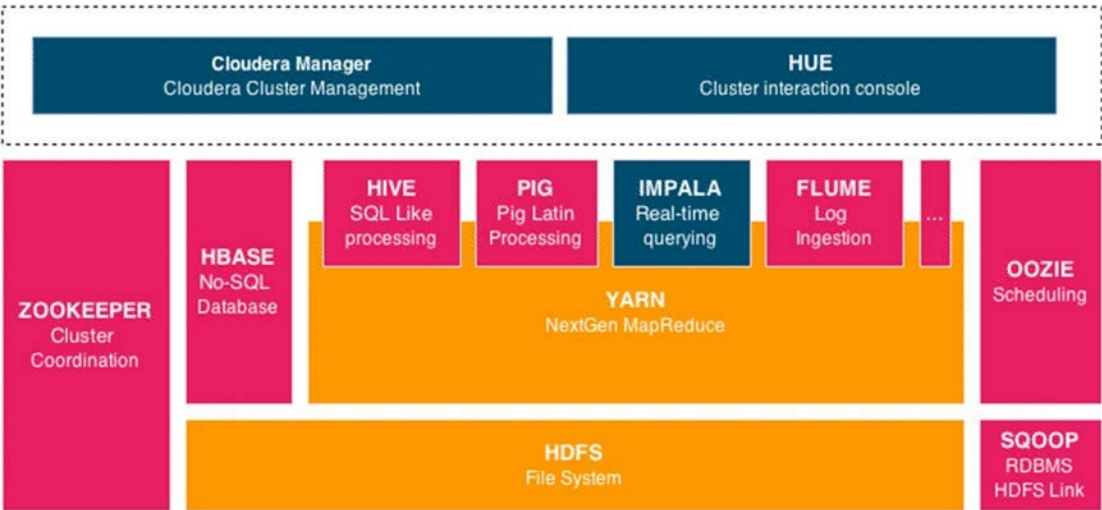 Cloudera Manager
Cloudera Cluster Management
HUE
Cluster interaction console
ZOOKEEPER
Cluster
Coordination
HBASE
No-SQL
Database
HIVE
SQL Like
processing
PIG
Pig Latin
Processing
IMPALA
Real-time
querying
FLUME
Log
Ingestion
...
YARN
NextGen MapReduce
OOZIE
Scheduling
HDFS
File System
SQOOP
RDBMS
HDFS Link